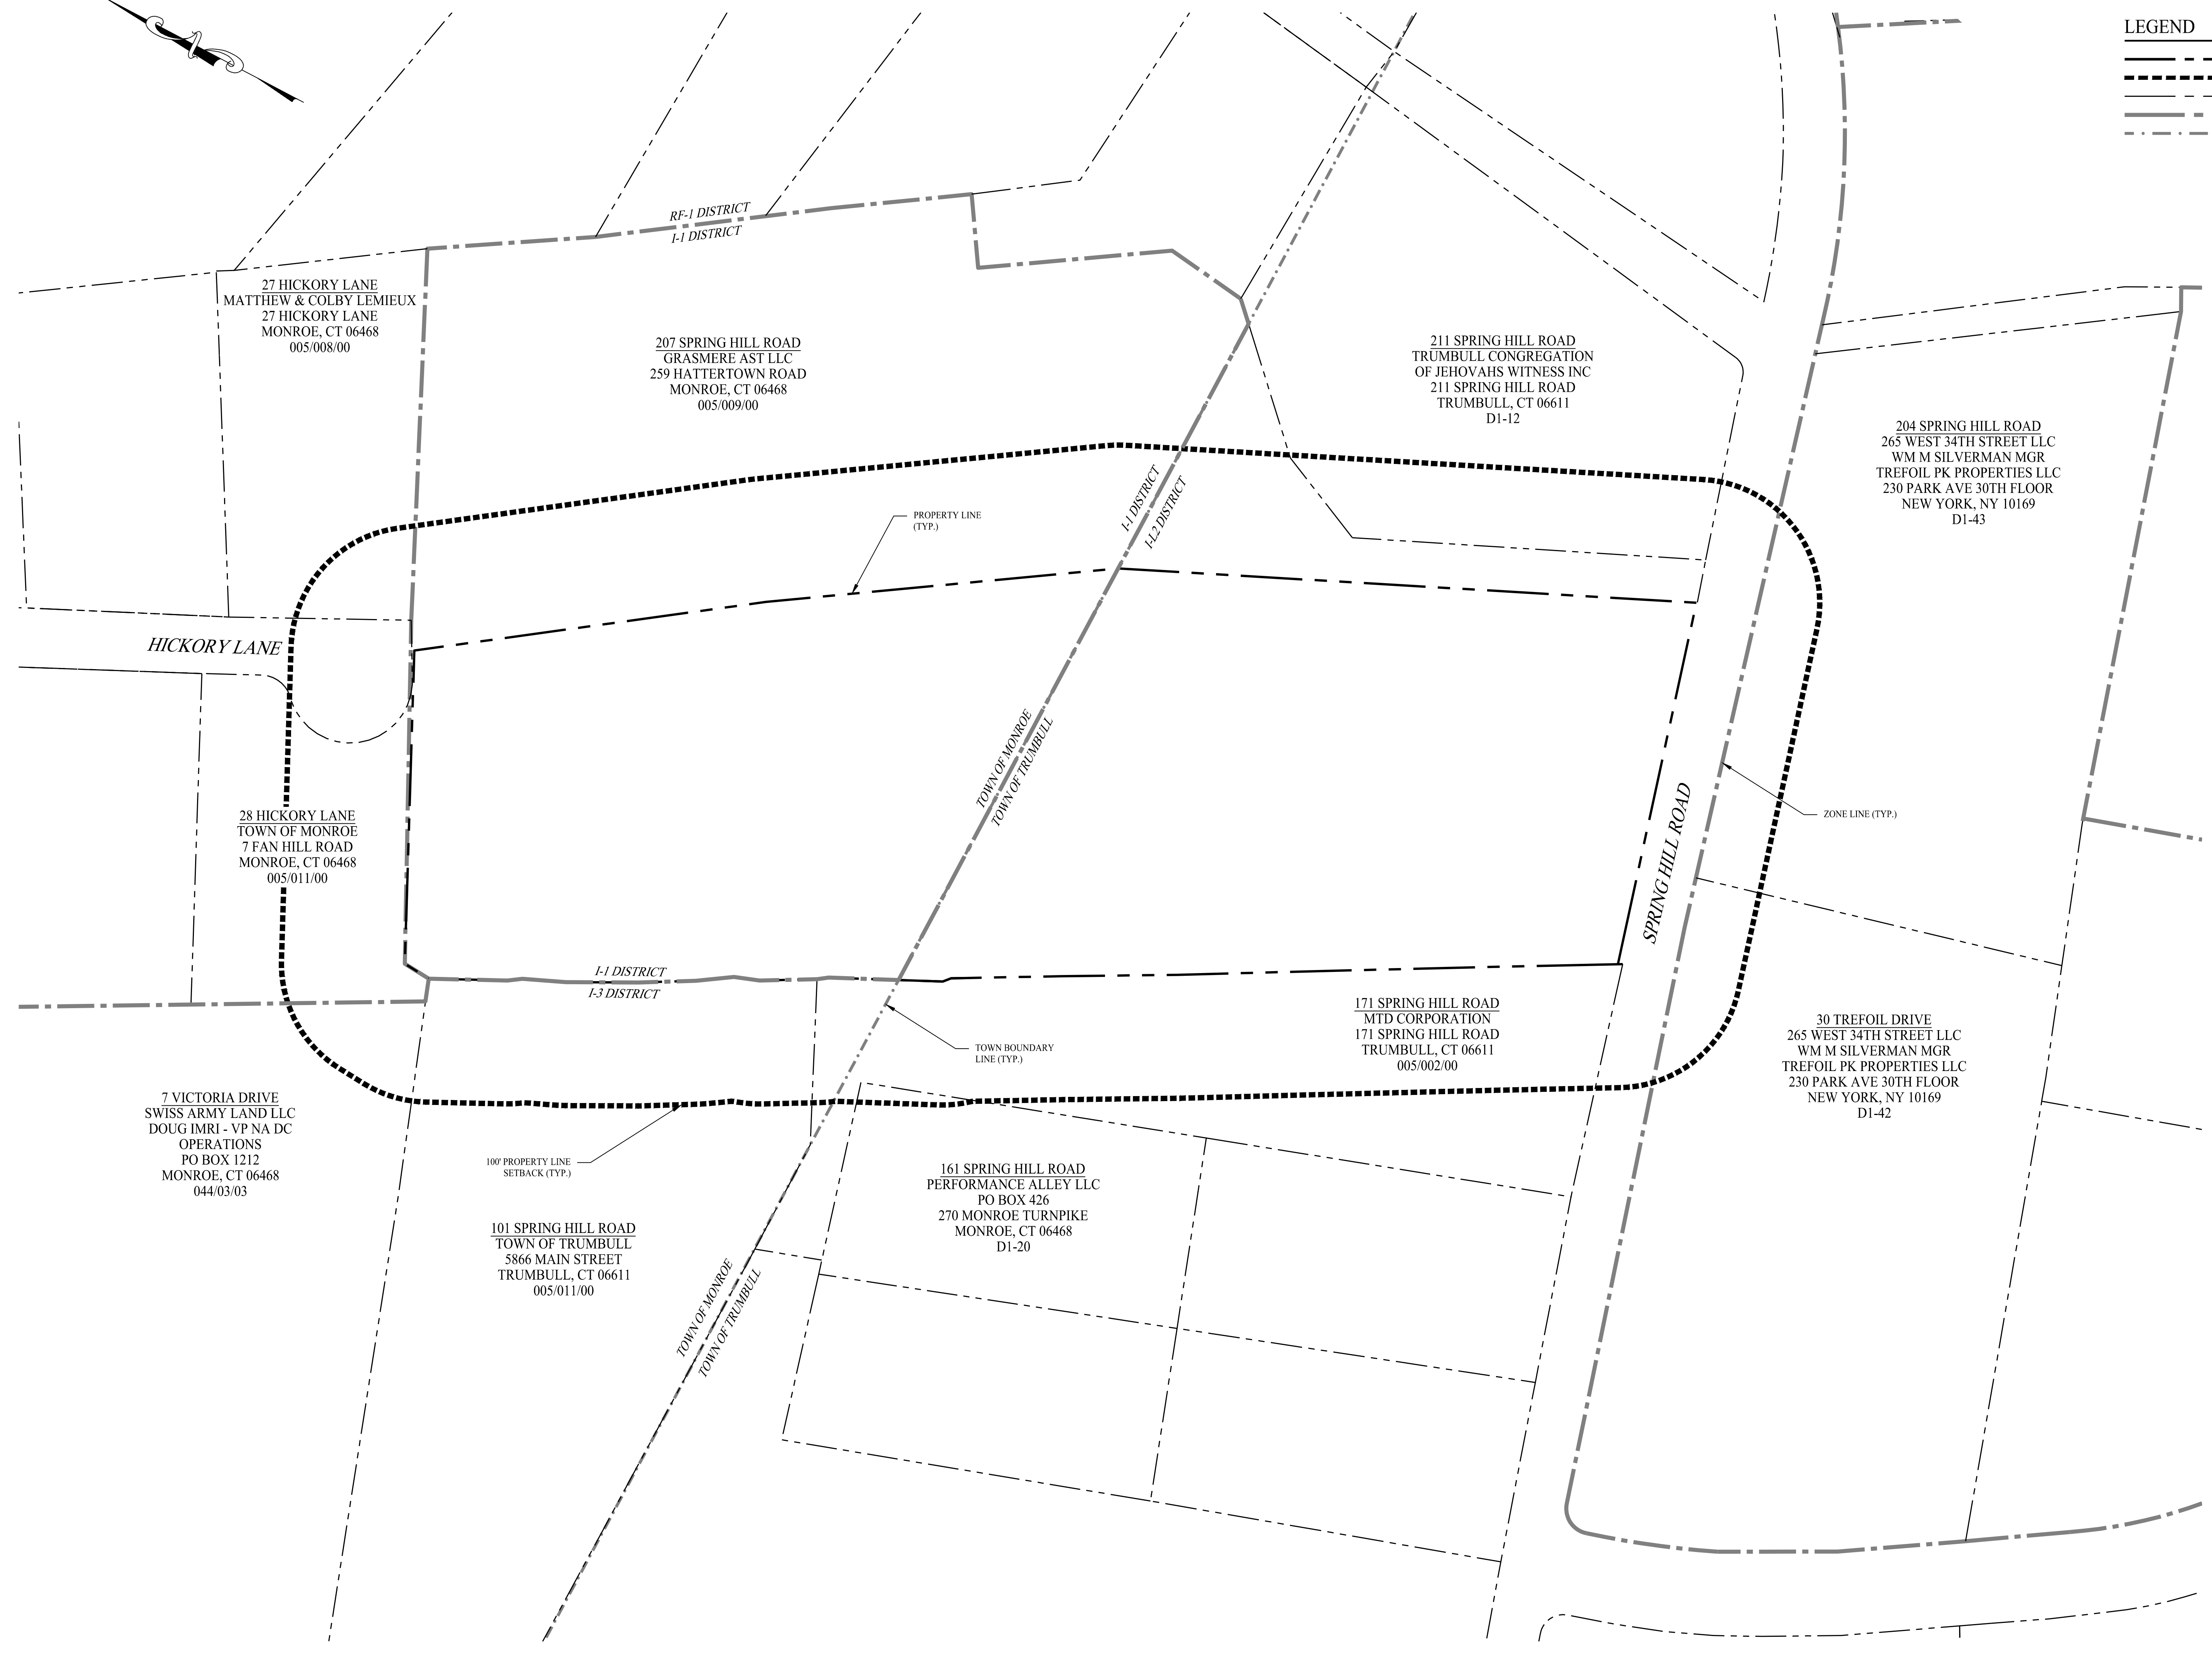 LEGEND
RF-1 DISTRICT
I-1 DISTRICT
27 HICKORY LANE
MATTHEW & COLBY LEMIEUX
27 HICKORY LANE
MONROE, CT 06468
005/008/00
207 SPRING HILL ROAD
GRASMERE AST LLC
259 HATTERTOWN ROAD
MONROE, CT 06468
005/009/00
211 SPRING HILL ROAD
TRUMBULL CONGREGATION
OF JEHOVAHS WITNESS INC
211 SPRING HILL ROAD
TRUMBULL, CT 06611
D1-12
204 SPRING HILL ROAD
265 WEST 34TH STREET LLC
WM M SILVERMAN MGR
TREFOIL PK PROPERTIES LLC
230 PARK AVE 30TH FLOOR
NEW YORK, NY 10169
D1-43
I-1 DISTRICT
I-L2 DISTRICT
PROPERTY LINE
(TYP.)
HICKORY LANE
TOWN OF MONROE
TOWN OF TRUMBULL
SPRING HILL ROAD
ZONE LINE (TYP.)
28 HICKORY LANE
TOWN OF MONROE
7 FAN HILL ROAD
MONROE, CT 06468
005/011/00
I-1 DISTRICT
I-3 DISTRICT
171 SPRING HILL ROAD
MTD CORPORATION
171 SPRING HILL ROAD
TRUMBULL, CT 06611
005/002/00
30 TREFOIL DRIVE
265 WEST 34TH STREET LLC
WM M SILVERMAN MGR
TREFOIL PK PROPERTIES LLC
230 PARK AVE 30TH FLOOR
NEW YORK, NY 10169
D1-42
TOWN BOUNDARY
LINE (TYP.)
7 VICTORIA DRIVE
SWISS ARMY LAND LLC
DOUG IMRI - VP NA DC
OPERATIONS
PO BOX 1212
MONROE, CT 06468
044/03/03
100' PROPERTY LINE
SETBACK (TYP.)
161 SPRING HILL ROAD
PERFORMANCE ALLEY LLC
PO BOX 426
270 MONROE TURNPIKE
MONROE, CT 06468
D1-20
101 SPRING HILL ROAD
TOWN OF TRUMBULL
5866 MAIN STREET
TRUMBULL, CT 06611
005/011/00
TOWN OF MONROE
TOWN OF TRUMBULL